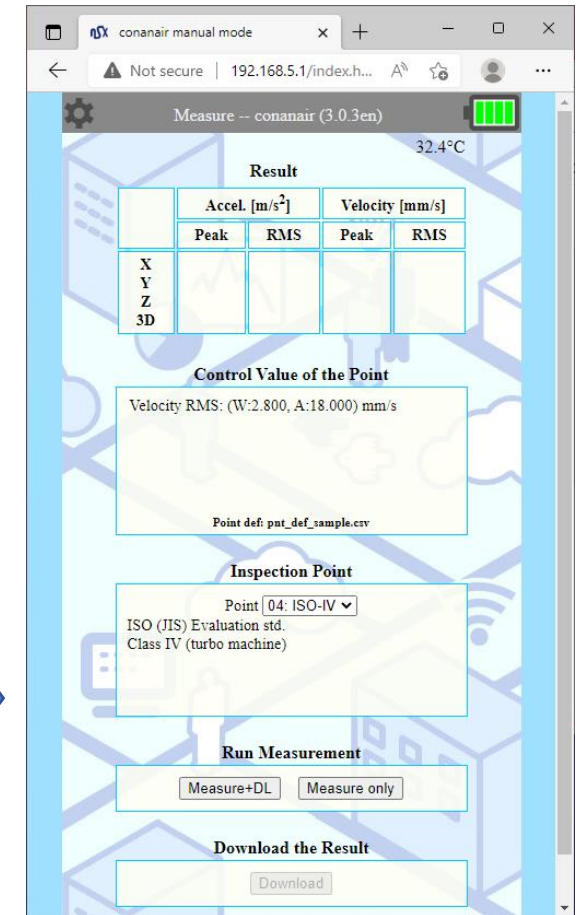 nsx conanair manual mode
Not secure | 192.168.5.1/index.h...
Measure -- conanair (3.0.3en)
32.4°C
Result
Accel. [m/s²] Velocity [mm/s]
Peak RMS Peak RMS
X
Y
Z
3D
Control Value of the Point
Velocity RMS: (W:2.800, A:18.000) mm/s
Point def: pnt_def_sample.csv
Inspection Point
Point 04: ISO-IV
ISO (JIS) Evaluation std.
Class IV (turbo machine)
Run Measurement
Measure+DL Measure only
Download the Result
Download